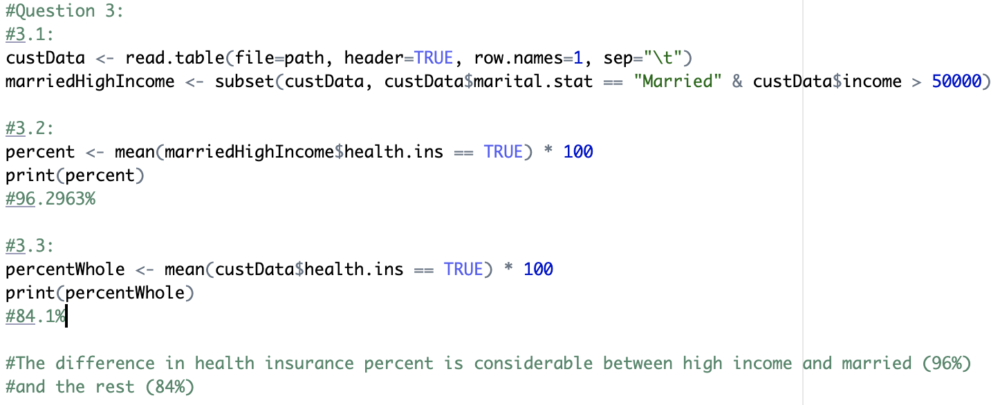 #Question 3:
#3.1:
custData <- read.table(file=path, header=TRUE, row.names=1, sep="\t")
marriedHighIncome <- subset(custData, custData$marital.stat == "Married" & custData$income > 50000)
#3.2:
percent <- mean(marriedHighIncome$health.ins == TRUE) * 100
print(percent)
#96.2963%
#3.3:
percentWhole <- mean(custData$health.ins == TRUE) * 100
print(percentWhole)
#84.1%
#The difference in health insurance percent is considerable between high income and married (96%)
#and the rest (84%)